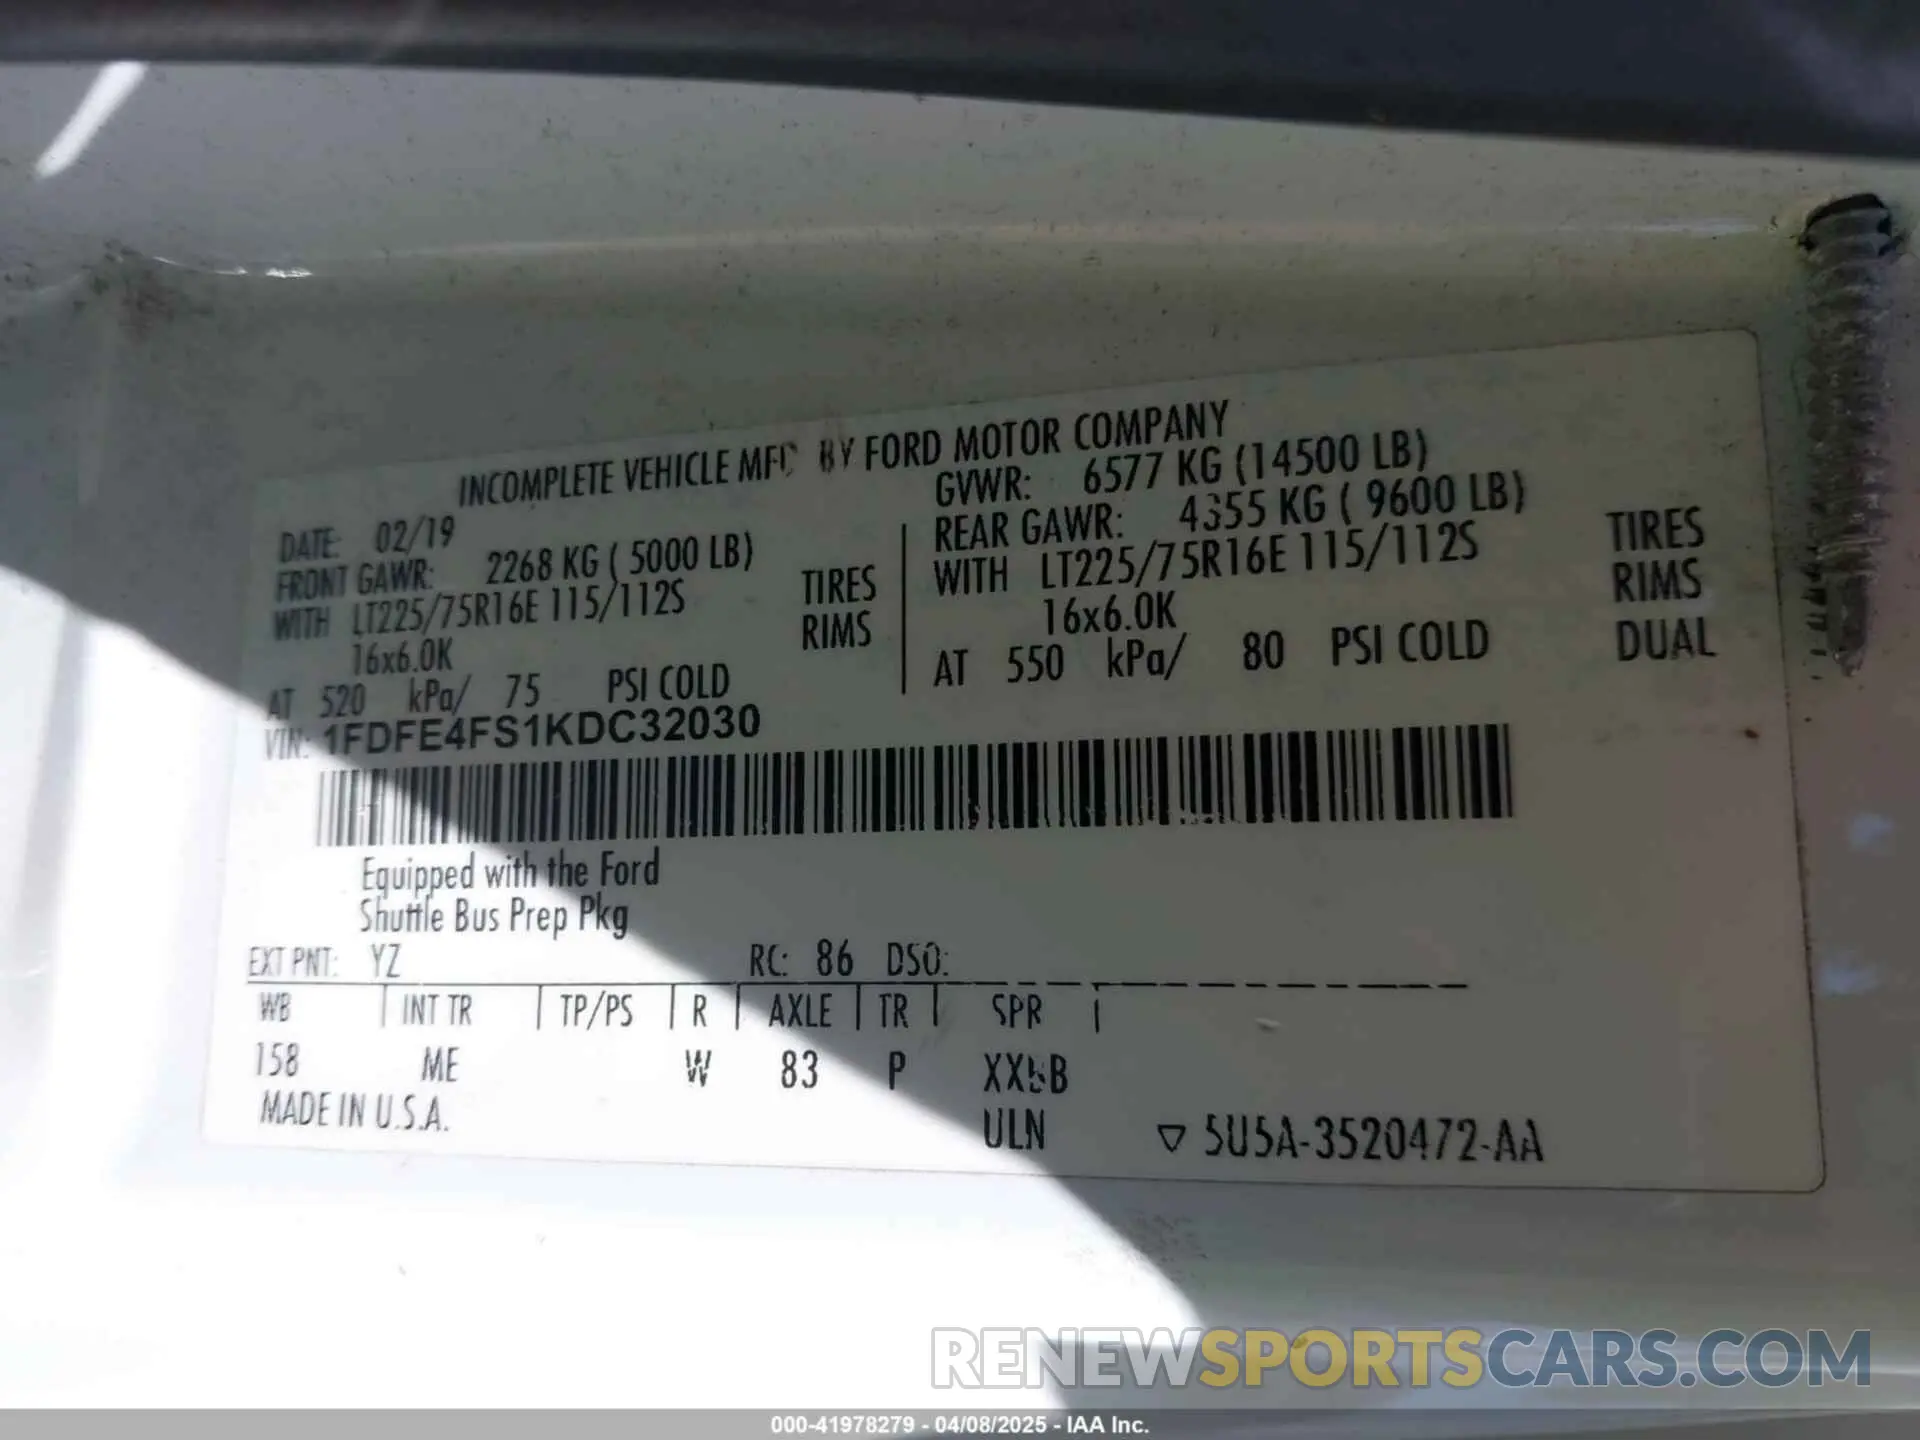 INCOMPLETE VEHICLE MFD BY FORD MOTOR COMPANY
DATE: 02/19 GVWR: 6577 KG (14500 LB)
FRONT GAWR: 2268 KG ( 5000 LB) REAR GAWR: 4355 KG ( 9600 LB)
WITH LT225/75R16E 115/112S TIRES WITH LT225/75R16E 115/112S TIRES
16x6.0K RIMS 16x6.0K RIMS
AT 520 kPa/ 75 PSI COLD AT 550 kPa/ 80 PSI COLD DUAL
VIN: 1FDFE4FS1KDC32030
Equipped with the Ford
Shuttle Bus Prep Pkg
EXT PNT: YZ RC: 86 DSO:
WB INT TR TP/PS R AXLE TR SPR
158 ME W 83 P
MADE IN U.S.A. ULN ▽ 5U5A-3520472-AA
RENEWSPORTSCARS.COM
000-41978279 - 04/08/2025 - IAA Inc.